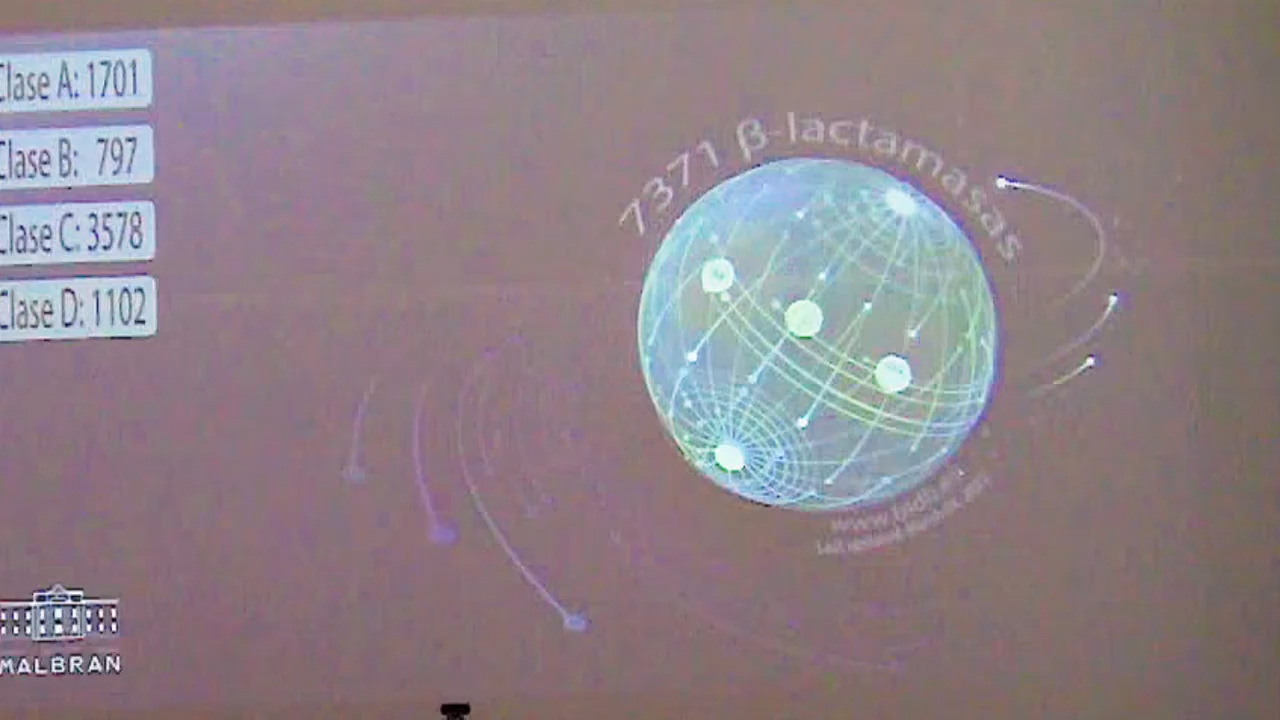 Clase A: 1701
Clase B: 797
Clase C: 3578
Clase D: 1102
7371 β-lactamasas
MALBRAN